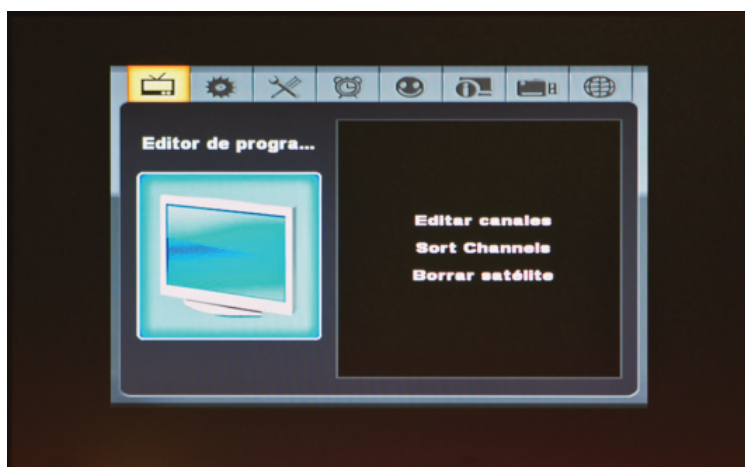 Editor de progra...
Editar canales
Sort Channels
Borrar satélite